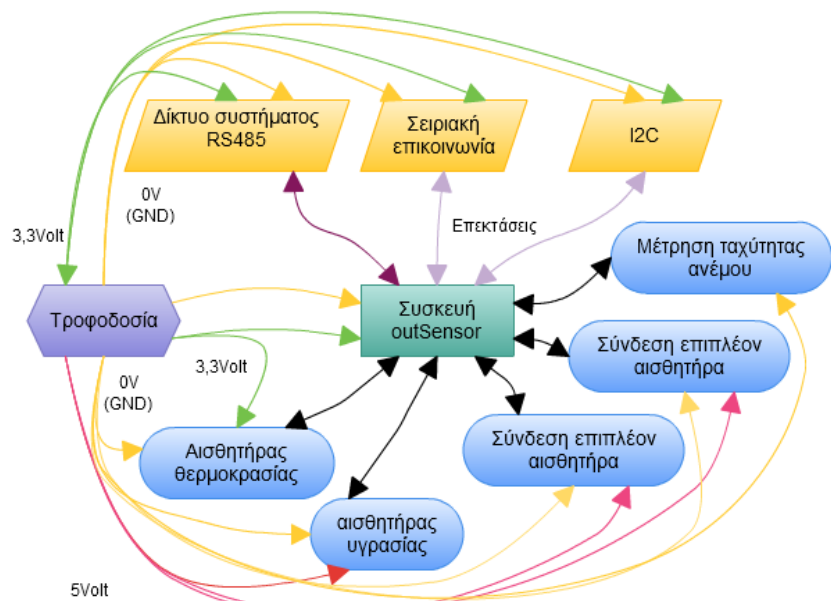 Δίκτυο συστήματος
RS485
Σειριακή
επικοινωνία
I2C
0V
(GND)
3,3Volt
Επεκτάσεις
Μέτρηση ταχύτητας
ανέμου
Τροφοδοσία
Συσκευή
outSensor
Σύνδεση επιπλέον
αισθητήρα
3,3Volt
0V
(GND)
Αισθητήρας
θερμοκρασίας
Σύνδεση επιπλέον
αισθητήρα
αισθητήρας
υγρασίας
5Volt